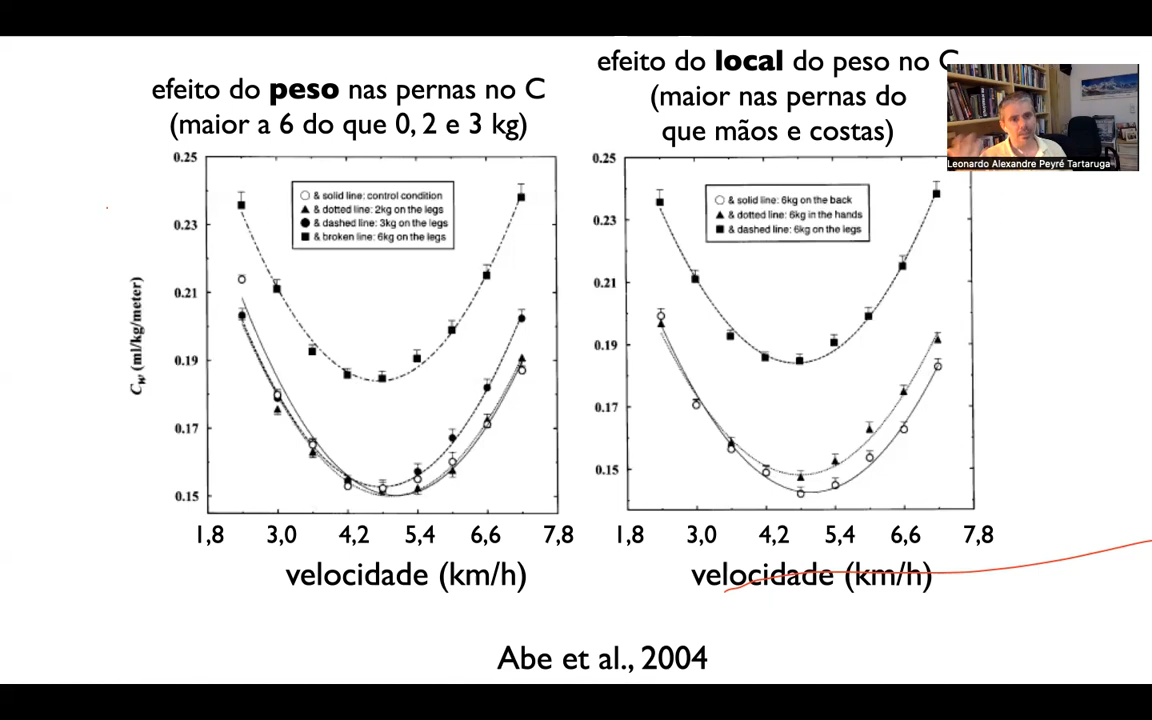 efeito do peso nas pernas no C
(maior a 6 do que 0, 2 e 3 kg)
0.25
0.23
0.21
0.19
0.17
0.15
C_w (ml/kg/meter)
& solid line: control condition
& dotted line: 2kg on the legs
& dashed line: 3kg on the legs
& broken line: 6kg on the legs
1,8 3,0 4,2 5,4 6,6 7,8
velocidade (km/h)
efeito do local do peso no C
(maior nas pernas do
que mãos e costas)
Leonardo Alexandre Peyré Tartaruga
0.25
0.23
0.21
0.19
0.17
0.15
& solid line: 6kg on the back
& dotted line: 6kg in the hands
& dashed line: 6kg on the legs
1,8 3,0 4,2 5,4 6,6 7,8
velocidade (km/h)
Abe et al., 2004